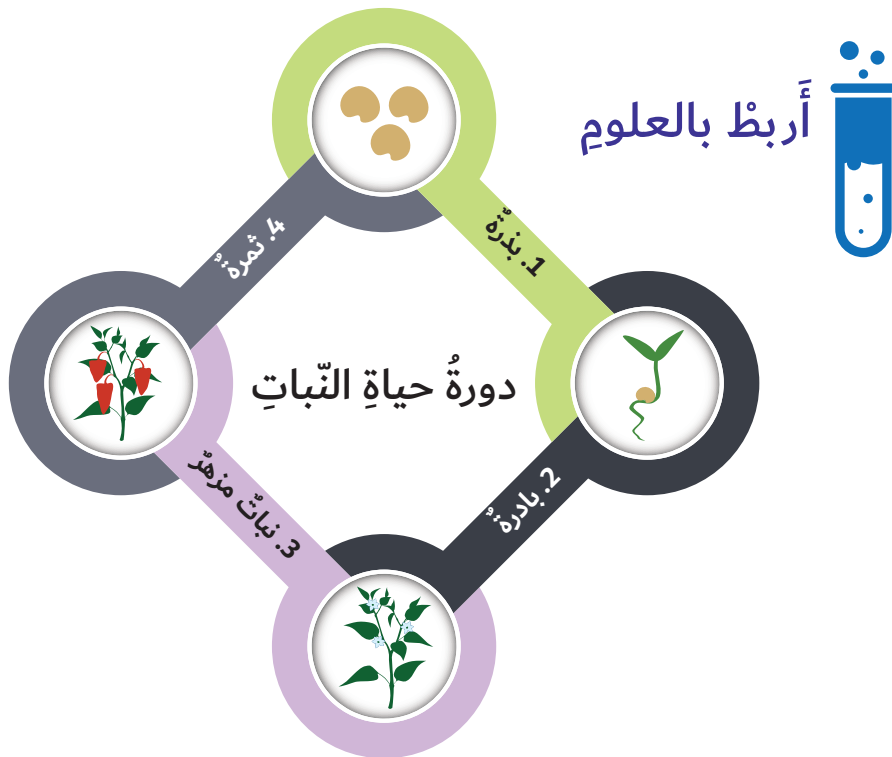 أَربطْ بالعلومِ
دورةُ حياةِ النّباتِ
1. بذرةٌ
2. بادرةٌ
3. نباتٌ مزهرٌ
4. ثمرةٌ